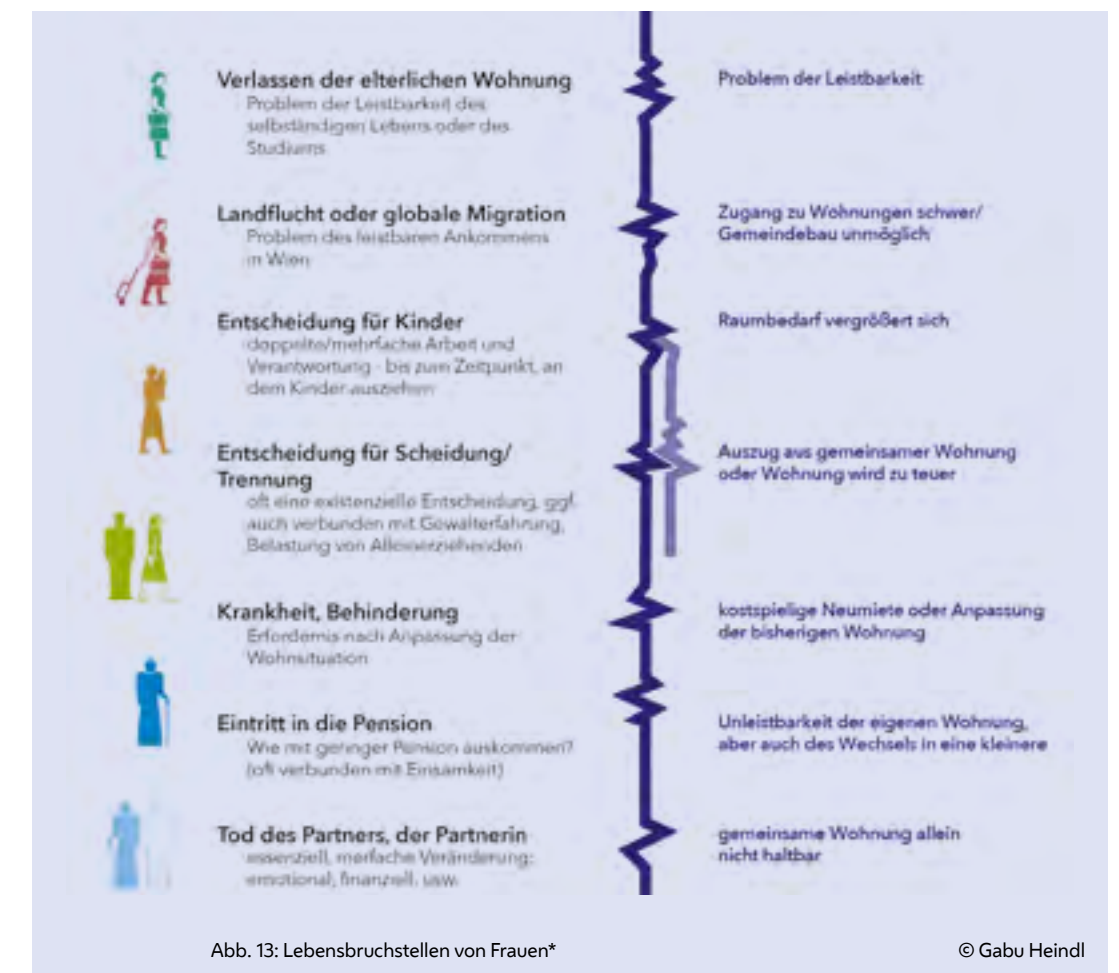 Verlassen der elterlichen Wohnung
Problem der Leistbarkeit des
selbständigen Lebens oder des
Studiums
Problem der Leistbarkeit
Landflucht oder globale Migration
Problem des leistbaren Ankommens
in Wien
Zugang zu Wohnungen schwer/
Gemeindebau unmöglich
Entscheidung für Kinder
doppelte/mehrfache Arbeit und
Verantwortung - bis zum Zeitpunkt, an
dem Kinder ausziehen
Raumbedarf vergrößert sich
Entscheidung für Scheidung/
Trennung
oft eine existenzielle Entscheidung, ggf.
auch verbunden mit Gewalterfahrung,
Belastung von Alleinerziehenden
Auszug aus gemeinsamer Wohnung
oder Wohnung wird zu teuer
Krankheit, Behinderung
Erfordernis nach Anpassung der
Wohnsituation
kostspielige Neumiete oder Anpassung
der bisherigen Wohnung
Eintritt in die Pension
Wie mit geringer Pension auskommen?
(oft verbunden mit Einsamkeit)
Unleistbarkeit der eigenen Wohnung,
aber auch des Wechsels in eine kleinere
Tod des Partners, der Partnerin
essenziell, merfache Veränderung:
emotional, finanziell, usw.
gemeinsame Wohnung allein
nicht haltbar
Abb. 13: Lebensbruchstellen von Frauen*
© Gabu Heindl